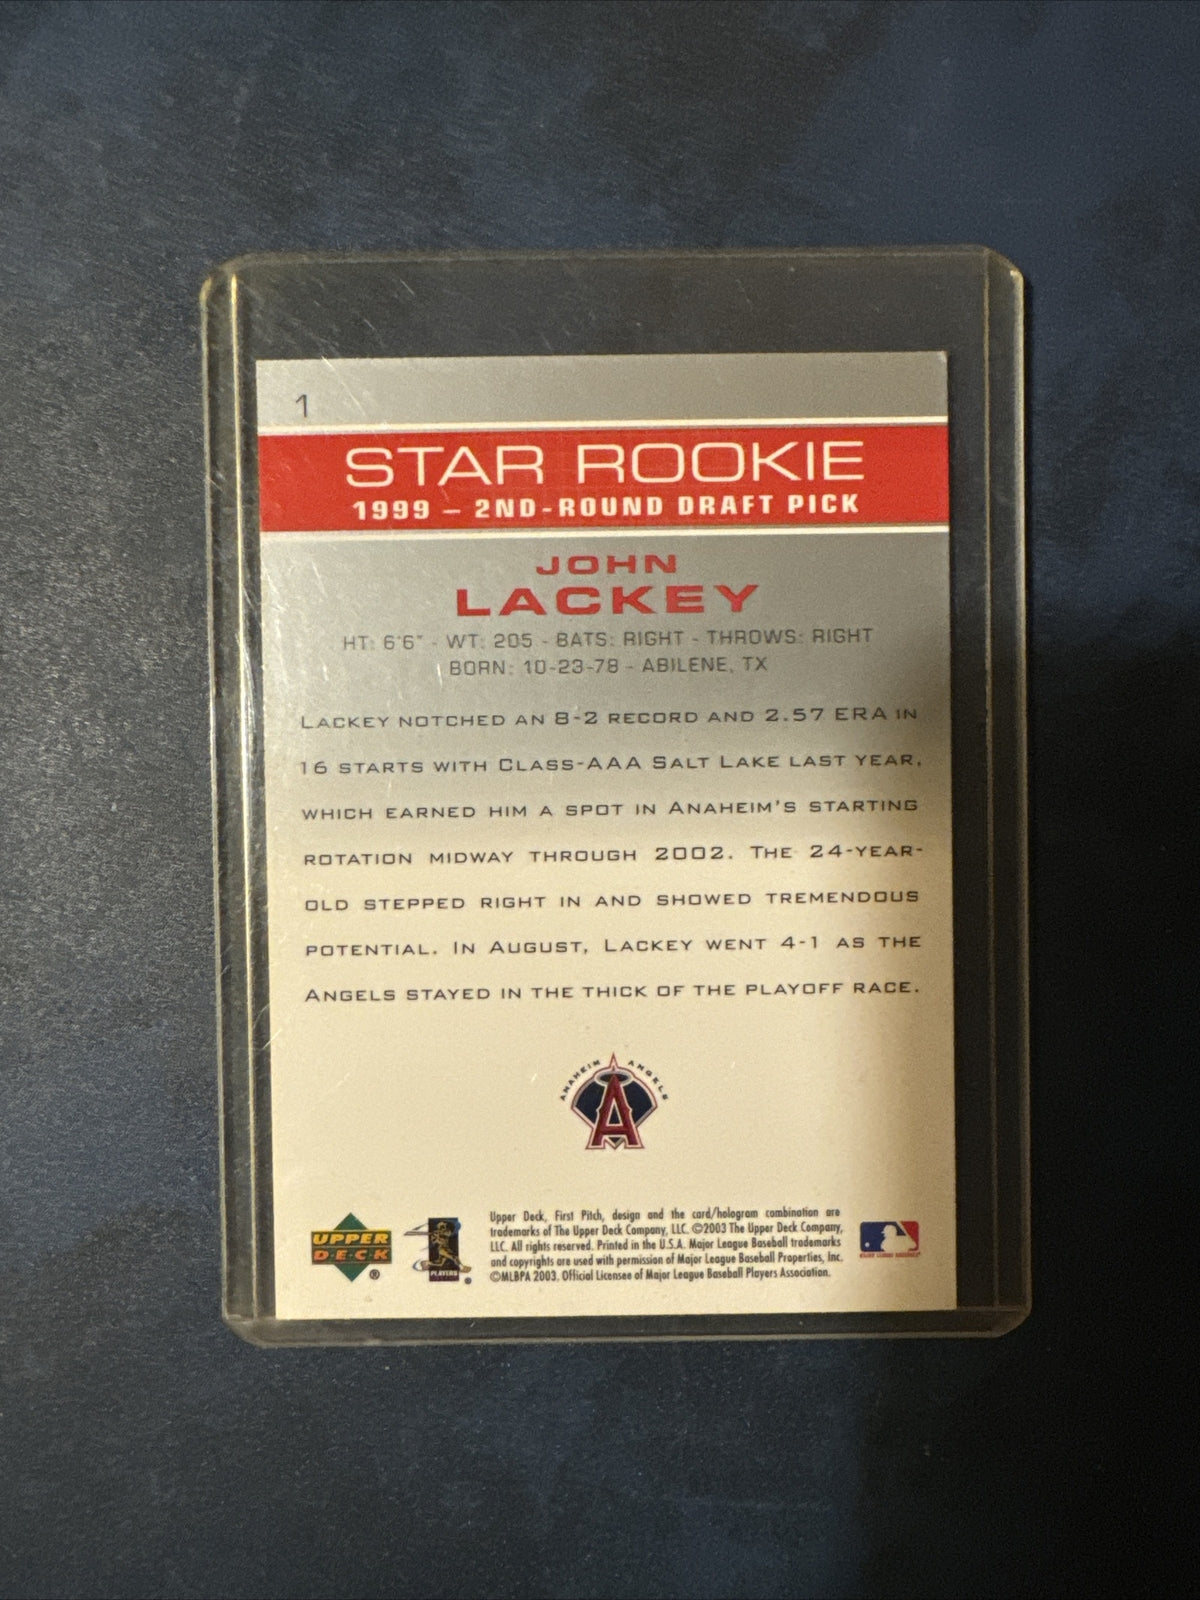 1
STAR ROOKIE
1999 – 2ND-ROUND DRAFT PICK
JOHN
LACKEY
HT: 6'6" - WT: 205 - BATS: RIGHT - THROWS: RIGHT
BORN: 10-23-78 - ABILENE, TX
LACKEY NOTCHED AN 8-2 RECORD AND 2.57 ERA IN
16 STARTS WITH CLASS-AAA SALT LAKE LAST YEAR,
WHICH EARNED HIM A SPOT IN ANAHEIM'S STARTING
ROTATION MIDWAY THROUGH 2002. THE 24-YEAR-
OLD STEPPED RIGHT IN AND SHOWED TREMENDOUS
POTENTIAL. IN AUGUST, LACKEY WENT 4-1 AS THE
ANGELS STAYED IN THE THICK OF THE PLAYOFF RACE.
ANAHEIM ANGELS
A
UPPER
DECK
®
PLAYERS
Upper Deck, First Pitch, design and the card/hologram combination are
trademarks of The Upper Deck Company, LLC. ©2003 The Upper Deck Company,
LLC. All rights reserved. Printed in the U.S.A. Major League Baseball trademarks
and copyrights are used with permission of Major League Baseball Properties, Inc.
©MLBPA 2003. Official Licensee of Major League Baseball Players Association.
MAJOR LEAGUE BASEBALL